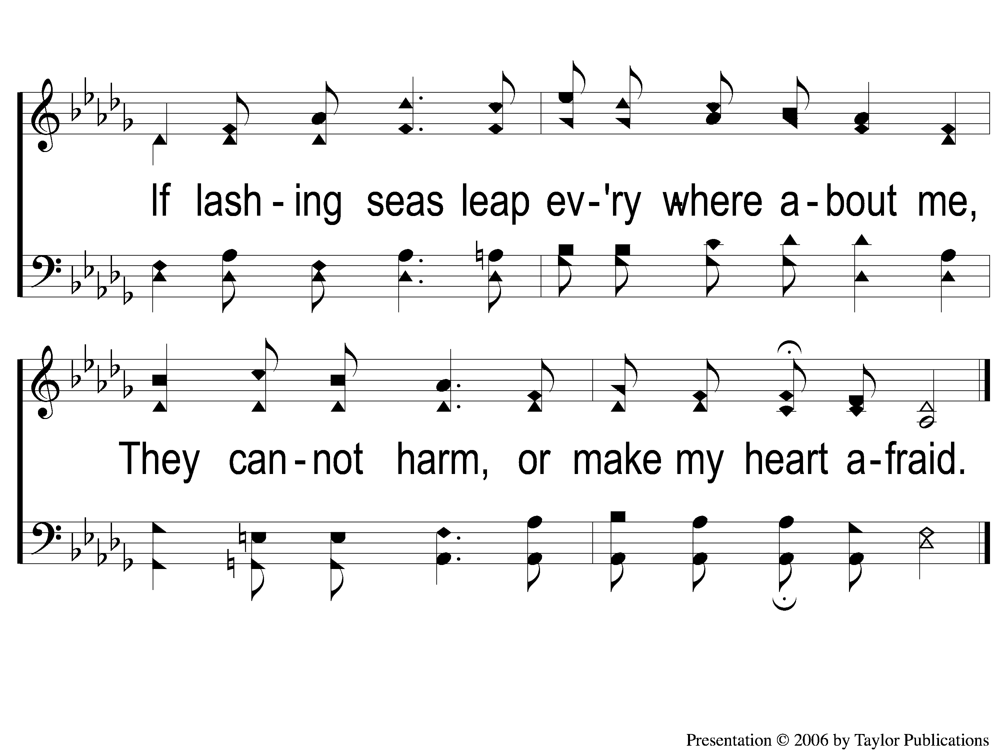 If lash - ing seas leap ev - 'ry - where a - bout me,
They can - not harm, or make my heart a - fraid.
Presentation © 2006 by Taylor Publications